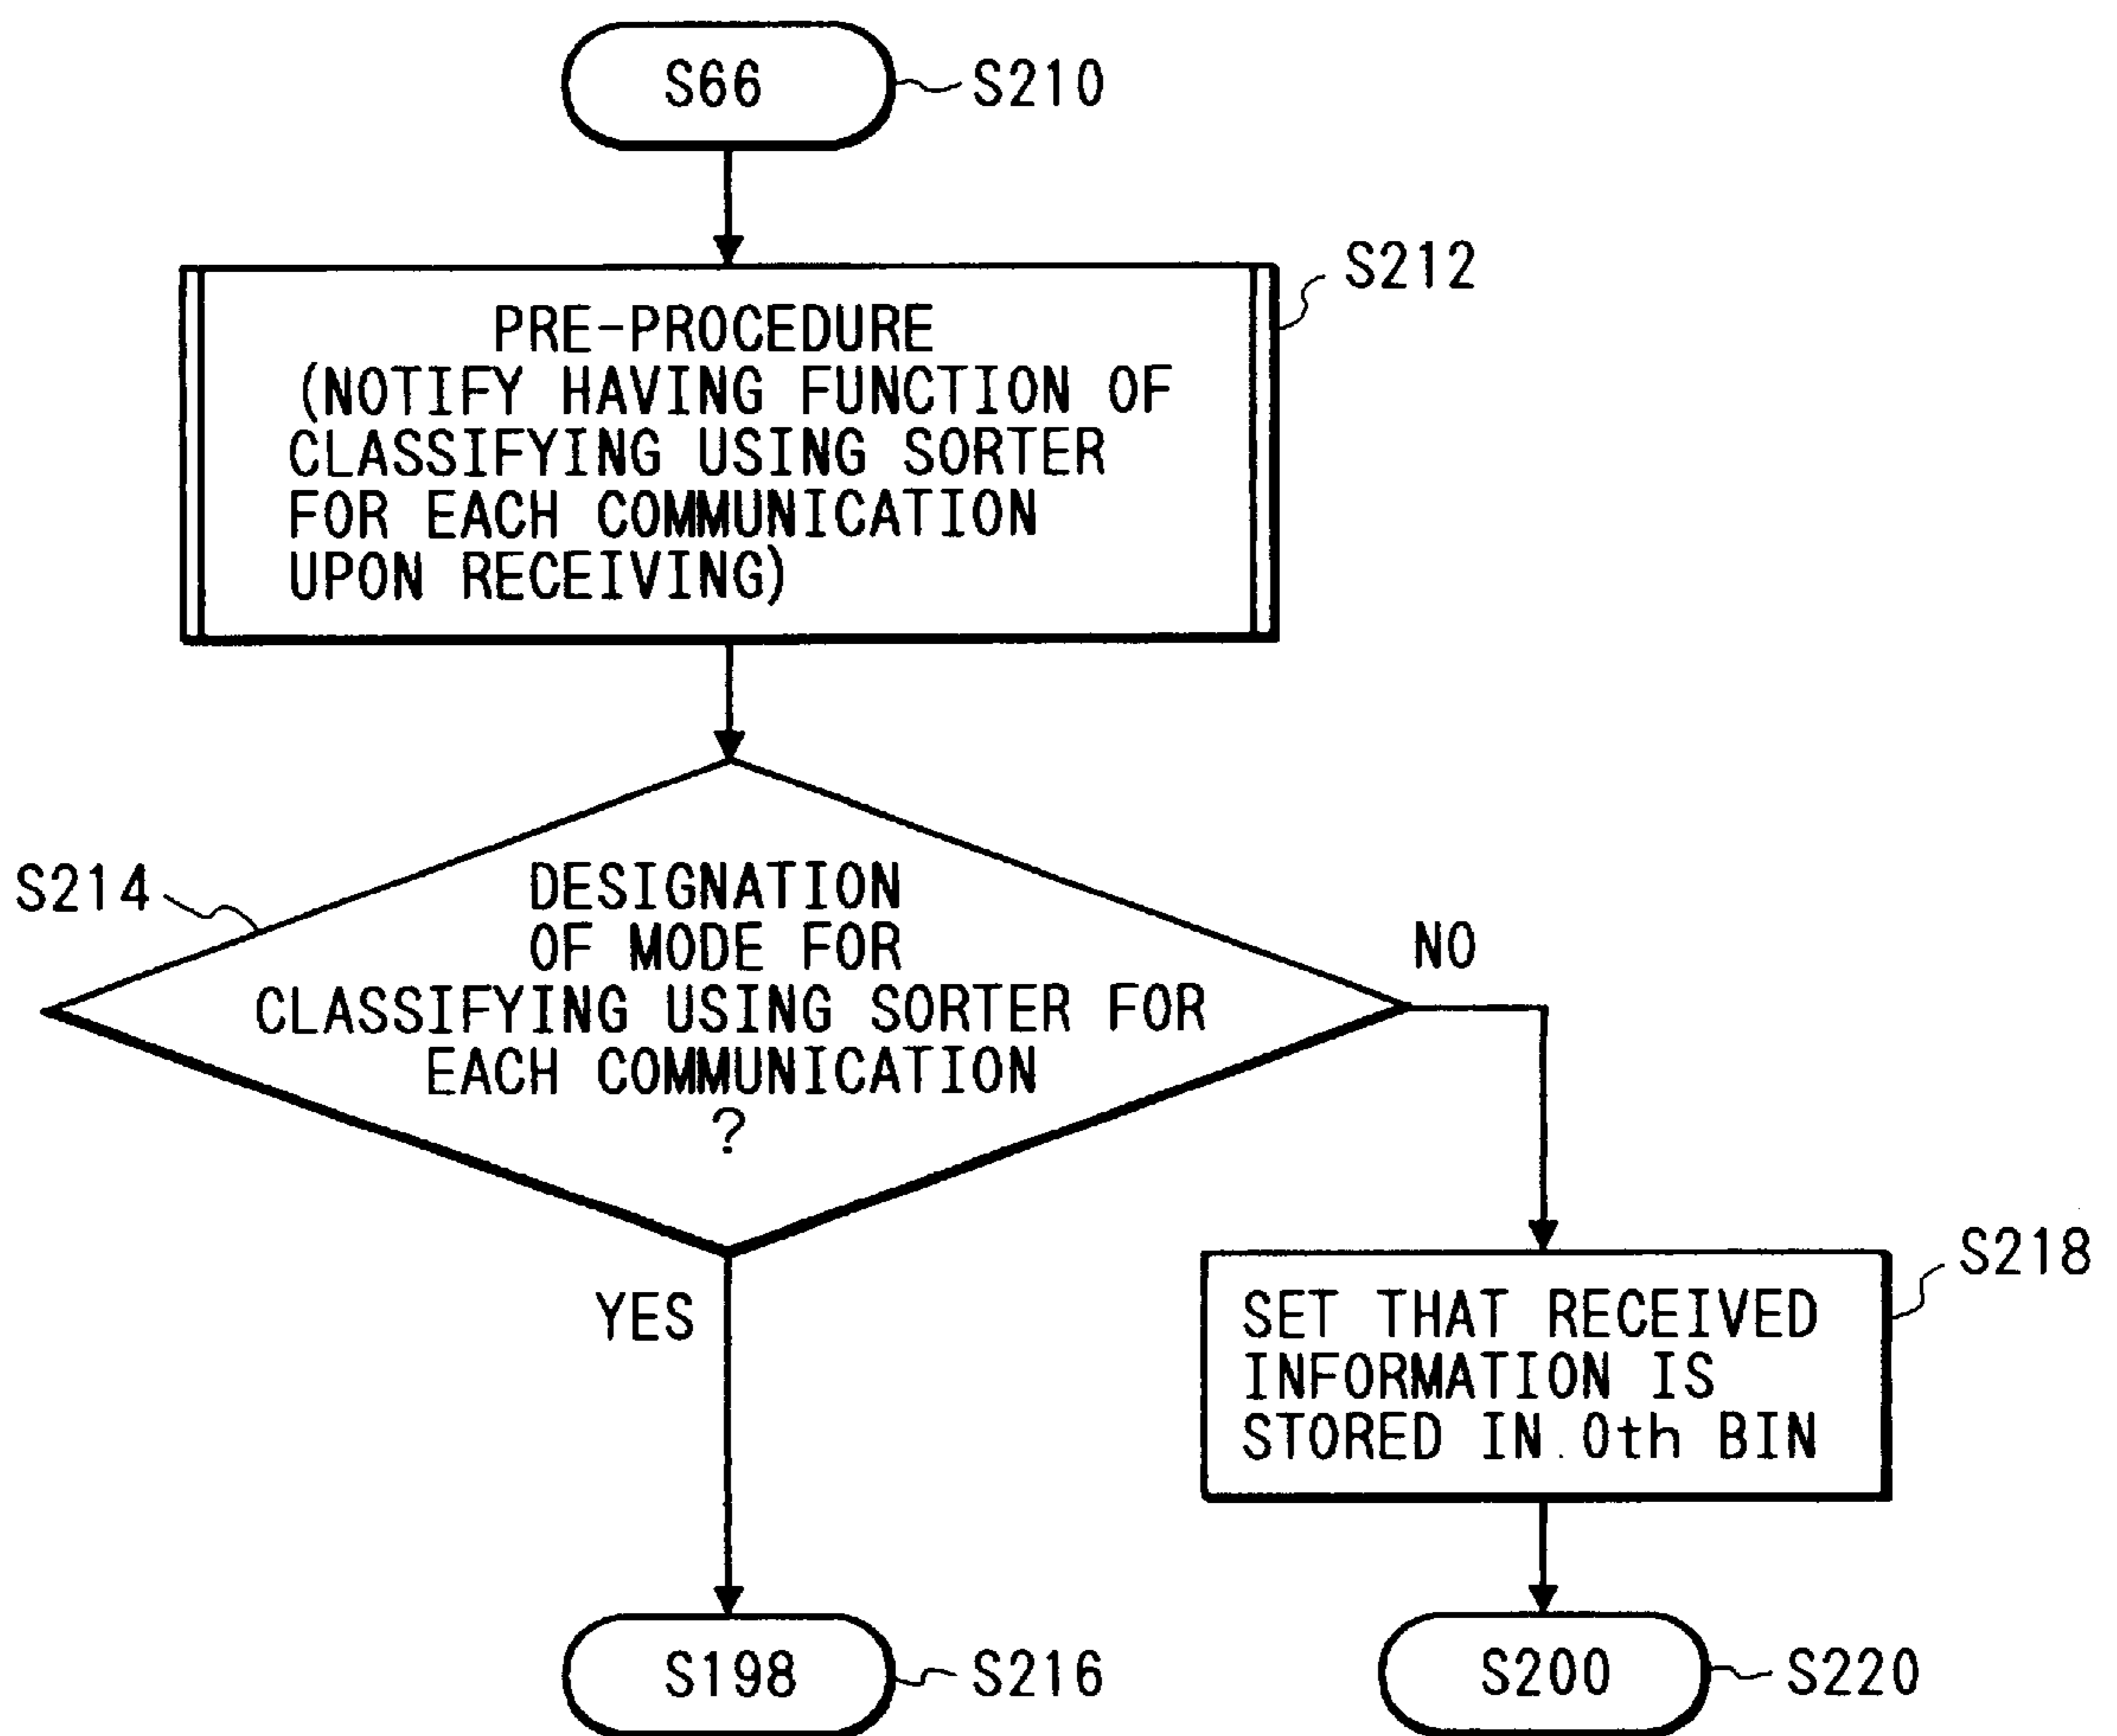 S66
S210
S212
PRE-PROCEDURE
(NOTIFY HAVING FUNCTION OF
CLASSIFYING USING SORTER
FOR EACH COMMUNICATION
UPON RECEIVING)
S214
DESIGNATION
OF MODE FOR
CLASSIFYING USING SORTER FOR
EACH COMMUNICATION
?
NO
YES
S218
SET THAT RECEIVED
INFORMATION IS
STORED IN 0th BIN
S198
S216
S200
S220